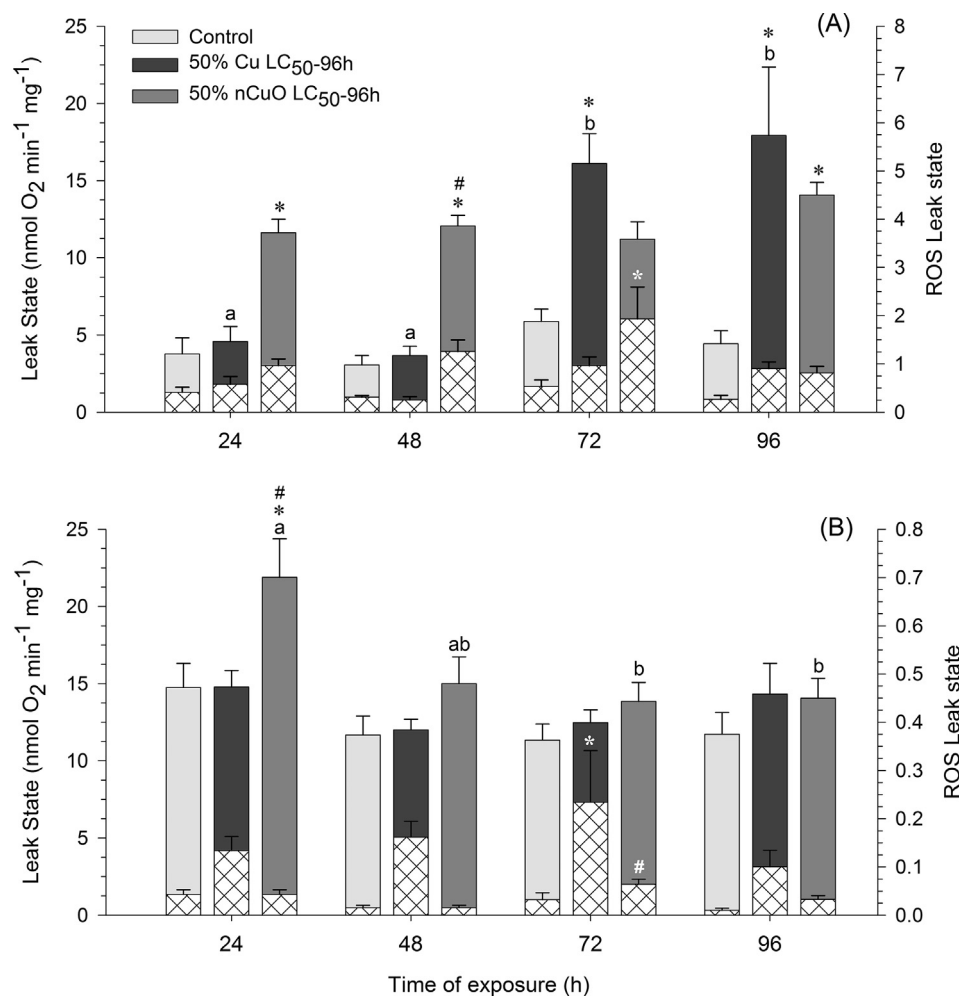 (A)
Control
50% Cu LC50-96h
50% nCuO LC50-96h
Leak State (nmol O2 min−1 mg−1)
ROS Leak state
25
20
15
10
5
0
8
7
6
5
4
3
2
1
0
*
a
#
*
a
*
b
*
*
b
*
24
48
72
96
(B)
Leak State (nmol O2 min−1 mg−1)
ROS Leak state
25
20
15
10
5
0
0.8
0.7
0.6
0.5
0.4
0.3
0.2
0.1
0.0
#
*
a
ab
*
b
#
b
24
48
72
96
Time of exposure (h)